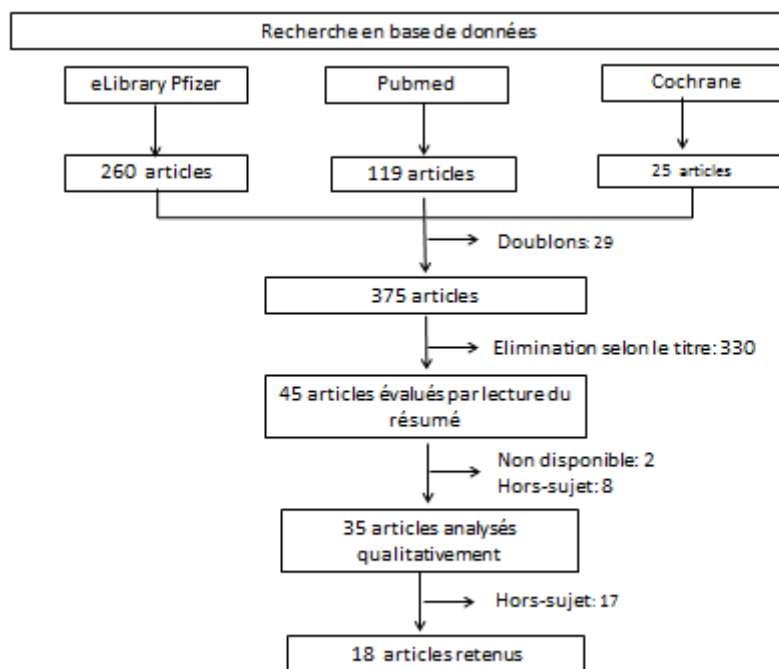 Recherche en base de données
eLibrary Pfizer
Pubmed
Cochrane
260 articles
119 articles
25 articles
Doublons: 29
375 articles
Elimination selon le titre: 330
45 articles évalués par lecture du
résumé
Non disponible: 2
Hors-sujet: 8
35 articles analysés
qualitativement
Hors-sujet: 17
18 articles retenus